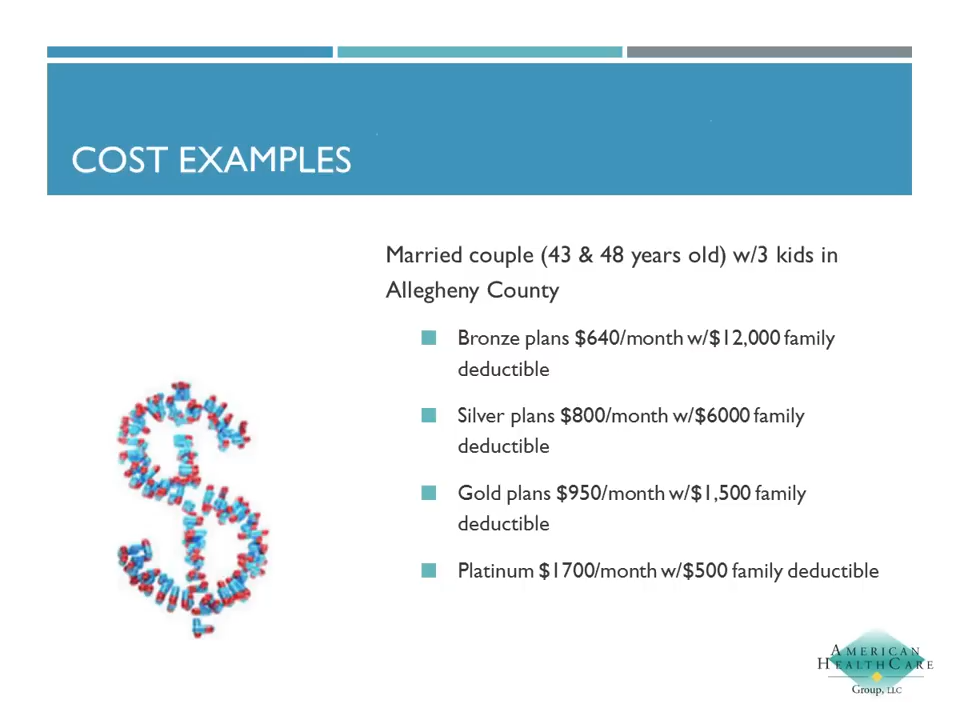 COST EXAMPLES
Married couple (43 & 48 years old) w/3 kids in
Allegheny County
Bronze plans $640/month w/$12,000 family
deductible
Silver plans $800/month w/$6000 family
deductible
Gold plans $950/month w/$1,500 family
deductible
Platinum $1700/month w/$500 family deductible
AMERICAN
HEALTHCARE
Group, LLC